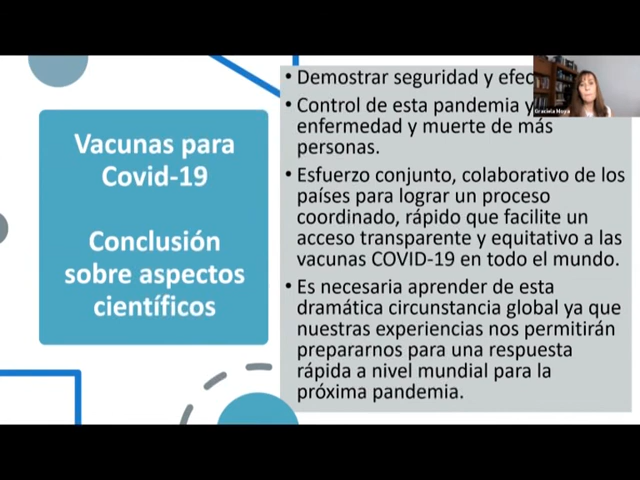 Vacunas para
Covid-19
Conclusión
sobre aspectos
científicos
• Demostrar seguridad y efec
• Control de esta pandemia y
enfermedad y muerte de más
personas.
• Esfuerzo conjunto, colaborativo de los
países para lograr un proceso
coordinado, rápido que facilite un
acceso transparente y equitativo a las
vacunas COVID-19 en todo el mundo.
• Es necesaria aprender de esta
dramática circunstancia global ya que
nuestras experiencias nos permitirán
prepararnos para una respuesta
rápida a nivel mundial para la
próxima pandemia.
Graciela Moya